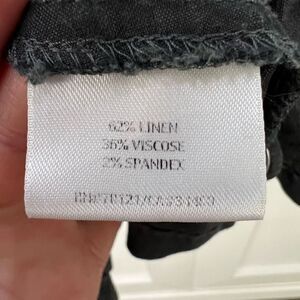 62% LINEN
36% VISCOSE
2% SPANDEX